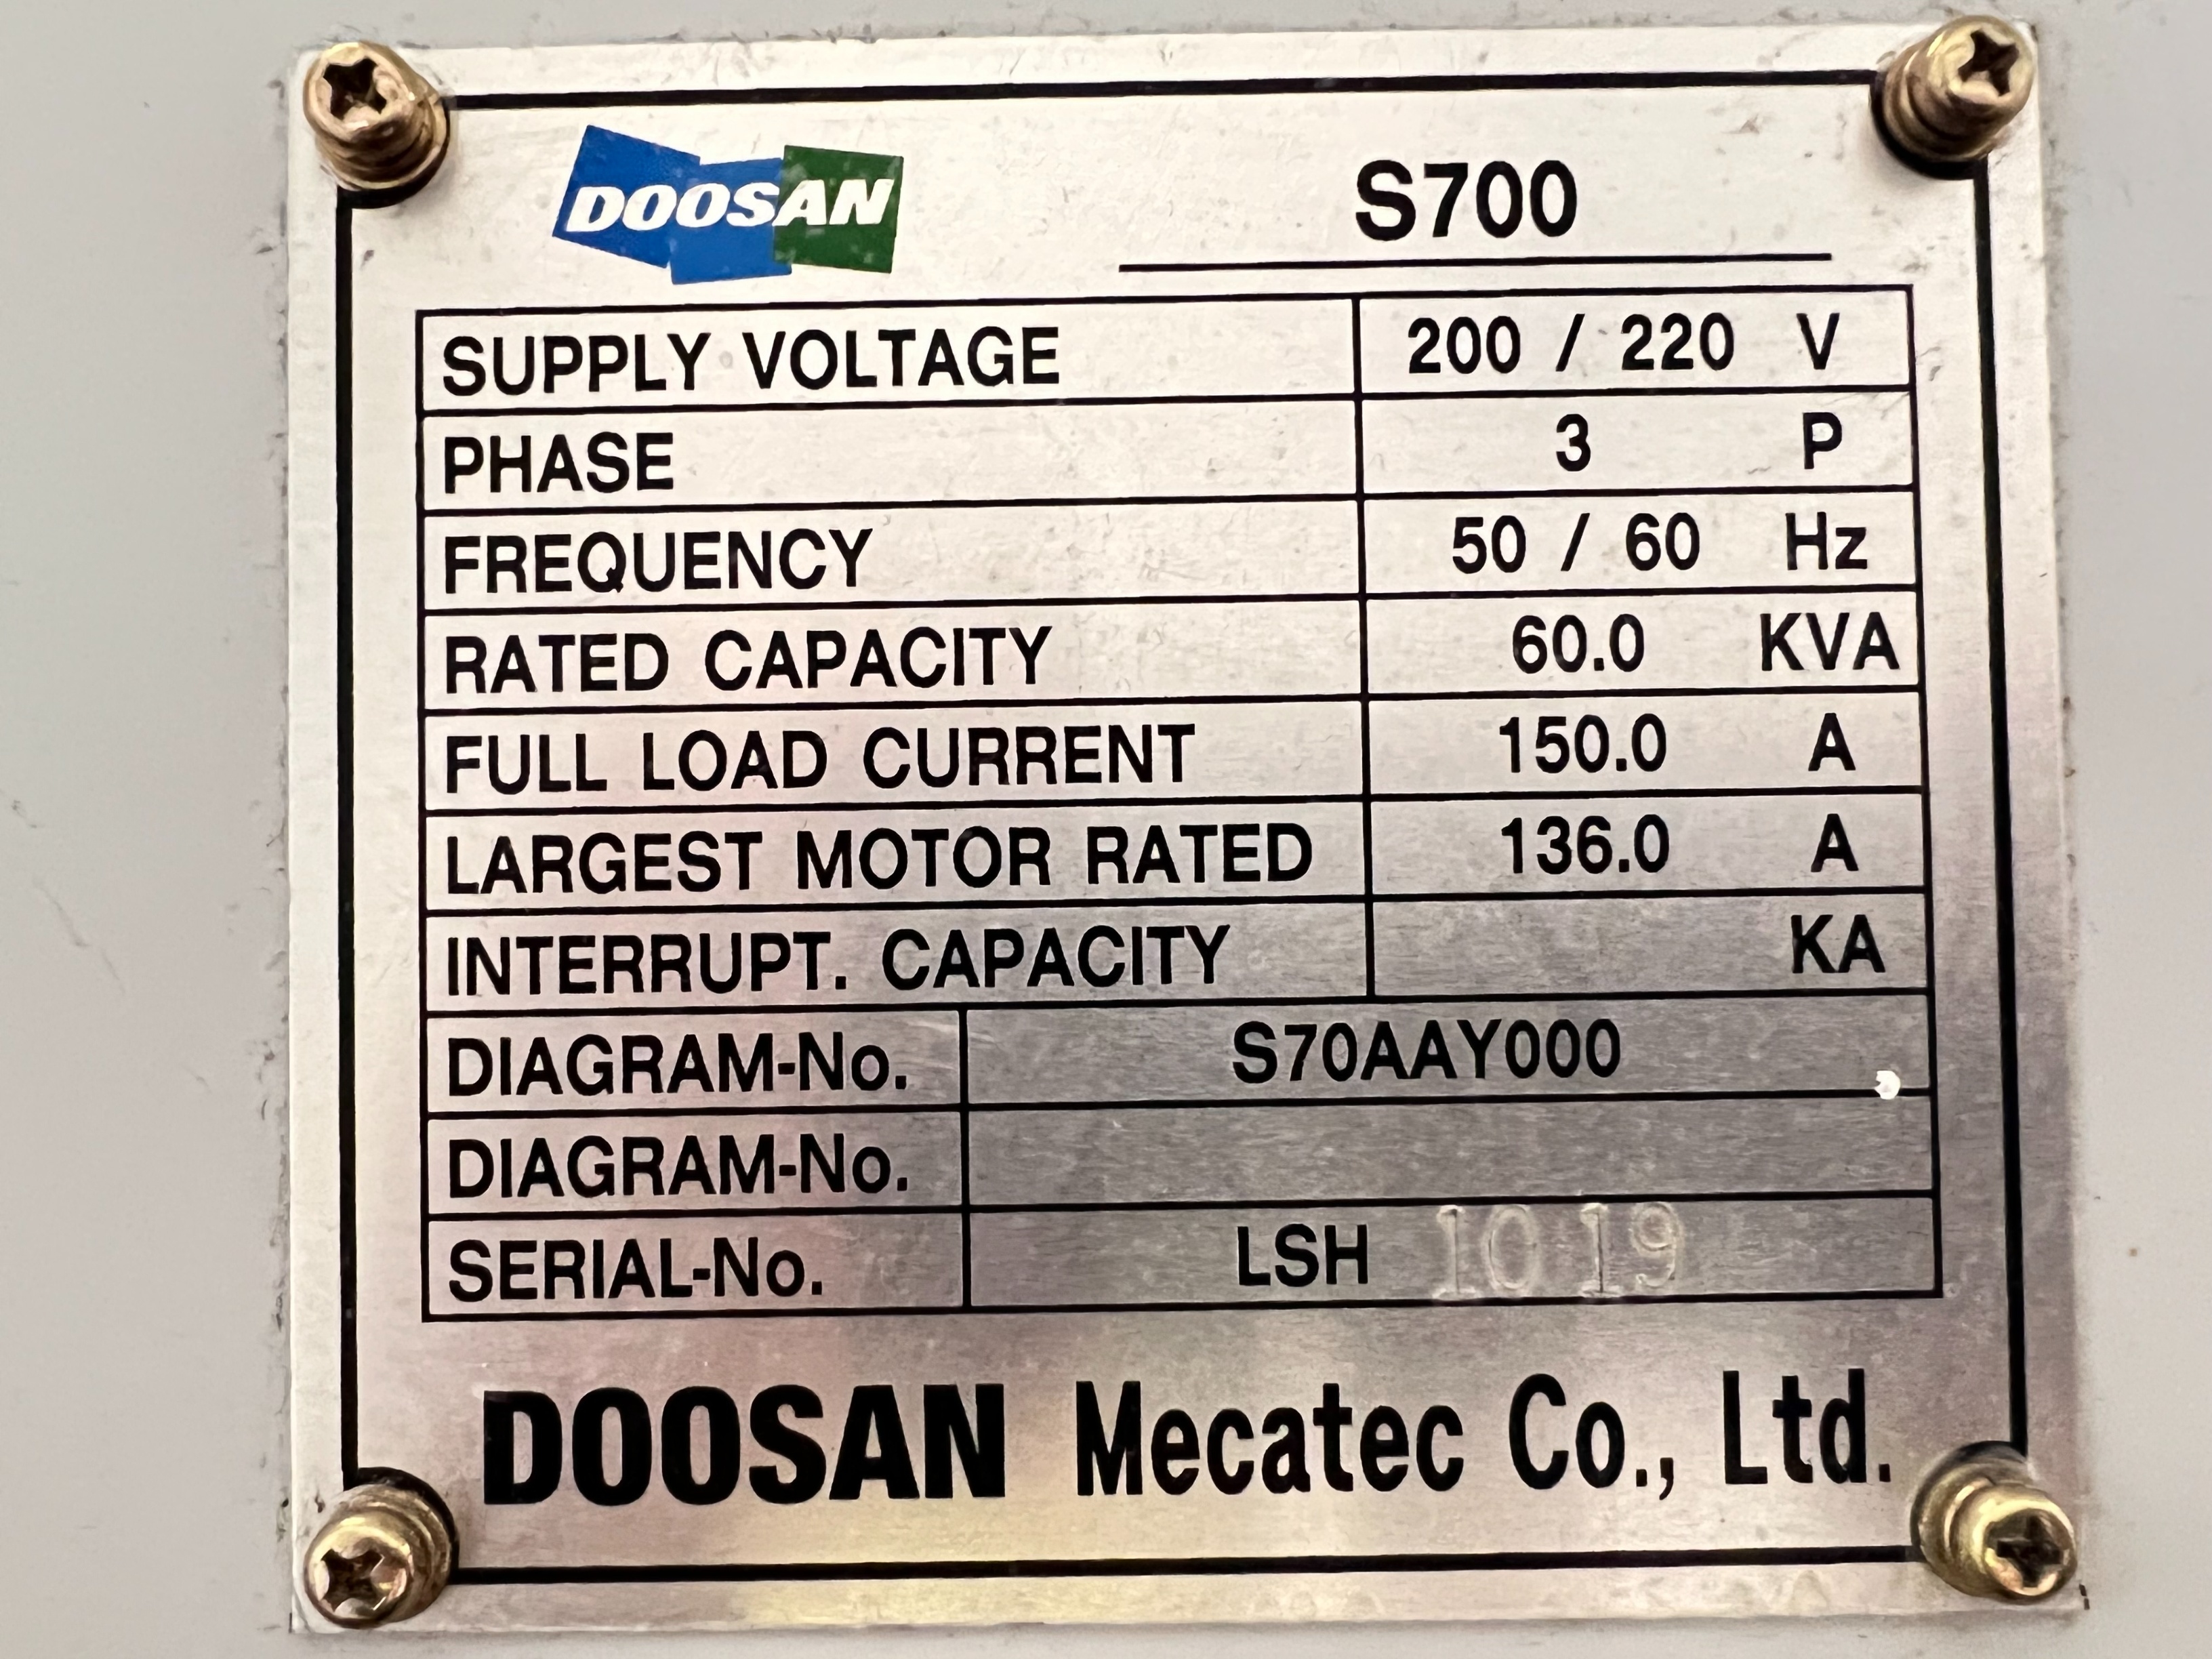 DOOSAN S700
SUPPLY VOLTAGE 200 / 220 V
PHASE 3 P
FREQUENCY 50 / 60 Hz
RATED CAPACITY 60.0 KVA
FULL LOAD CURRENT 150.0 A
LARGEST MOTOR RATED 136.0 A
INTERRUPT. CAPACITY KA
DIAGRAM-No. S70AAY000
DIAGRAM-No.
SERIAL-No. LSH 1019
DOOSAN Mecatec Co., Ltd.